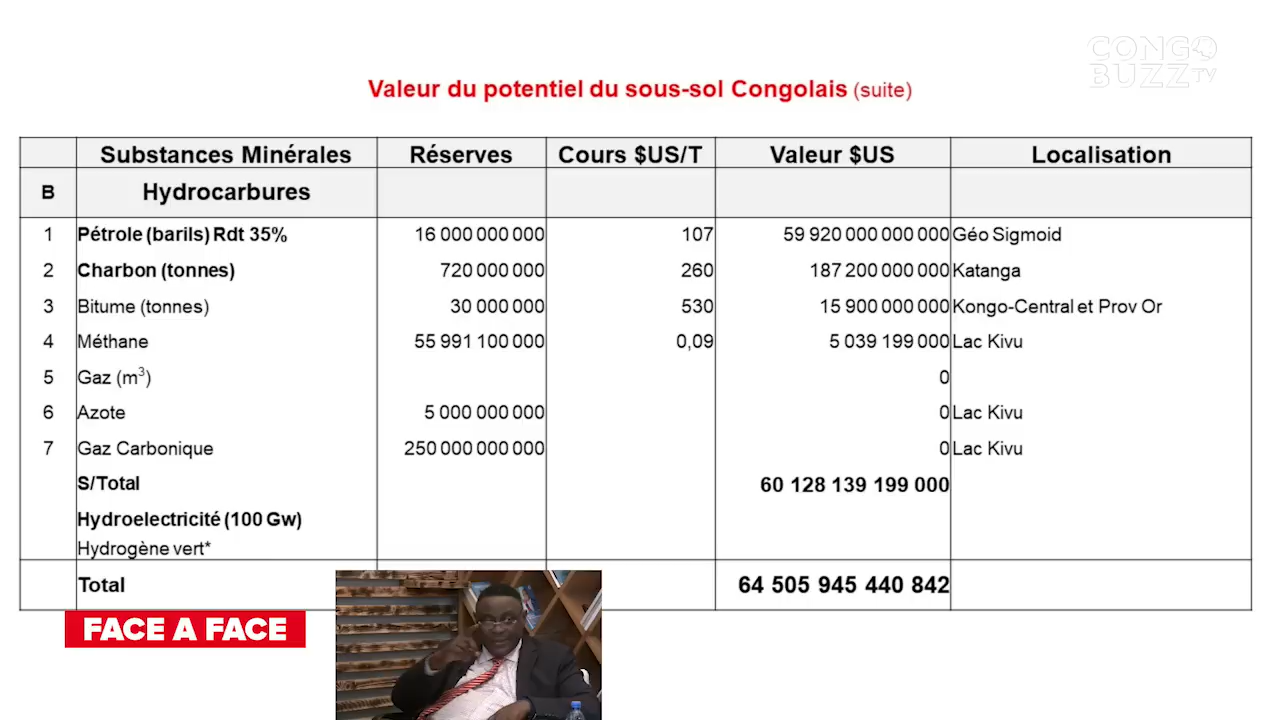 CONGO
BUZZTV
Valeur du potentiel du sous-sol Congolais (suite)
Substances Minérales Réserves Cours $US/T Valeur $US Localisation
B Hydrocarbures
1 Pétrole (barils) Rdt 35% 16 000 000 000 107 59 920 000 000 000 Géo Sigmoid
2 Charbon (tonnes) 720 000 000 260 187 200 000 000 Katanga
3 Bitume (tonnes) 30 000 000 530 15 900 000 000 Kongo-Central et Prov Or
4 Méthane 55 991 100 000 0,09 5 039 199 000 Lac Kivu
5 Gaz (m³) 0
6 Azote 5 000 000 000 0 Lac Kivu
7 Gaz Carbonique 250 000 000 000 0 Lac Kivu
S/Total 60 128 139 199 000
Hydroelectricité (100 Gw)
Hydrogène vert*
Total 64 505 945 440 842
FACE A FACE